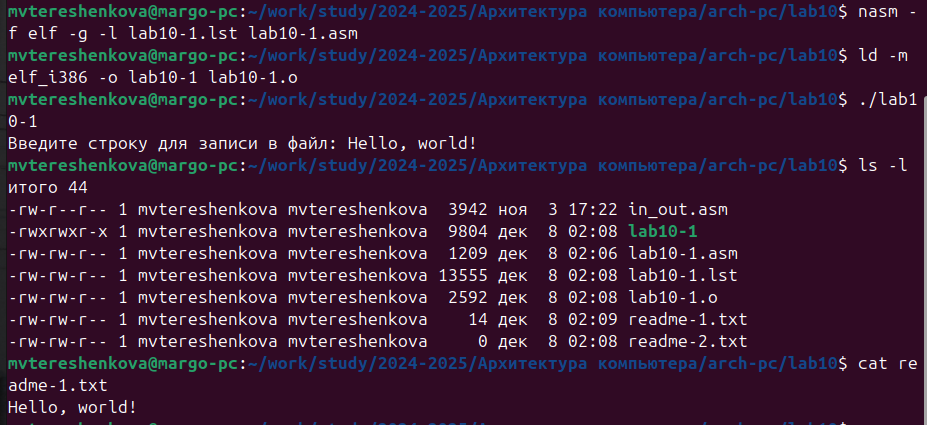 mvtereshenkova@margo-pc:~/work/study/2024-2025/Архитектура компьютера/arch-pc/lab10$ nasm -
f elf -g -l lab10-1.lst lab10-1.asm
mvtereshenkova@margo-pc:~/work/study/2024-2025/Архитектура компьютера/arch-pc/lab10$ ld -m
elf_i386 -o lab10-1 lab10-1.o
mvtereshenkova@margo-pc:~/work/study/2024-2025/Архитектура компьютера/arch-pc/lab10$ ./lab1
0-1
Введите строку для записи в файл: Hello, world!
mvtereshenkova@margo-pc:~/work/study/2024-2025/Архитектура компьютера/arch-pc/lab10$ ls -l
итого 44
-rw-r--r-- 1 mvtereshenkova mvtereshenkova  3942 ноя  3 17:22 in_out.asm
-rwxrwxr-x 1 mvtereshenkova mvtereshenkova  9804 дек  8 02:08 lab10-1
-rw-rw-r-- 1 mvtereshenkova mvtereshenkova  1209 дек  8 02:06 lab10-1.asm
-rw-rw-r-- 1 mvtereshenkova mvtereshenkova 13555 дек  8 02:08 lab10-1.lst
-rw-rw-r-- 1 mvtereshenkova mvtereshenkova  2592 дек  8 02:08 lab10-1.o
-rw-rw-r-- 1 mvtereshenkova mvtereshenkova    14 дек  8 02:09 readme-1.txt
-rw-rw-r-- 1 mvtereshenkova mvtereshenkova     0 дек  8 02:08 readme-2.txt
mvtereshenkova@margo-pc:~/work/study/2024-2025/Архитектура компьютера/arch-pc/lab10$ cat re
adme-1.txt
Hello, world!